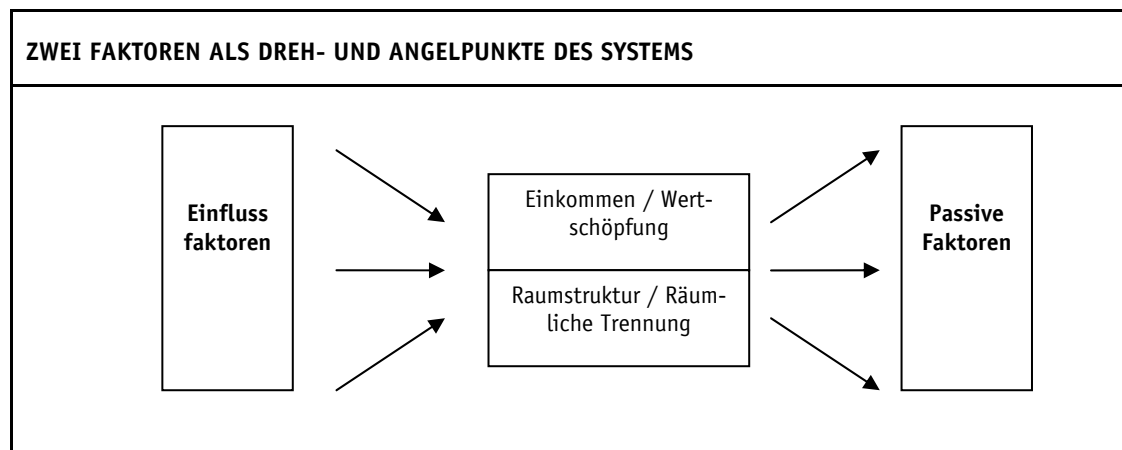 ZWEI FAKTOREN ALS DREH- UND ANGELPUNKTE DES SYSTEMS
Einfluss
faktoren
Einkommen / Wert-
schöpfung
Raumstruktur / Räum-
liche Trennung
Passive
Faktoren